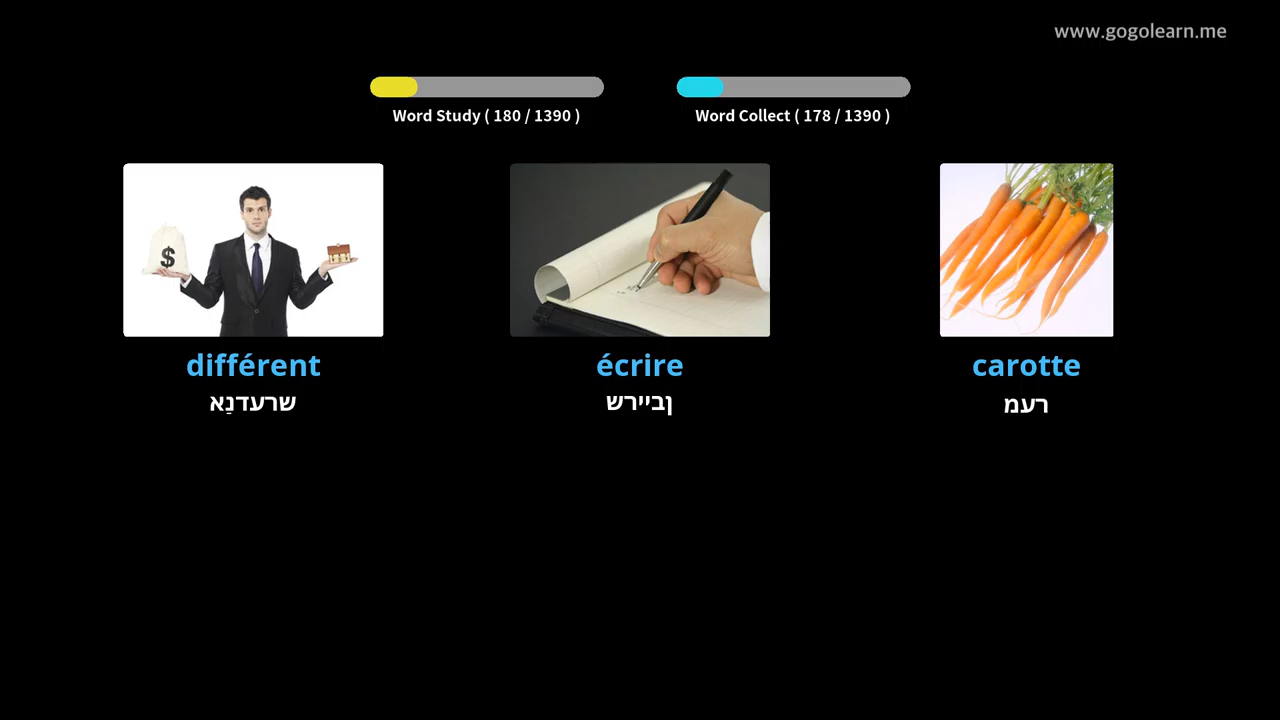 www.gogolearn.me
Word Study ( 180 / 1390 )
Word Collect ( 178 / 1390 )
différent
שרעדנַא
écrire
ןביירש
carotte
רעמ
$